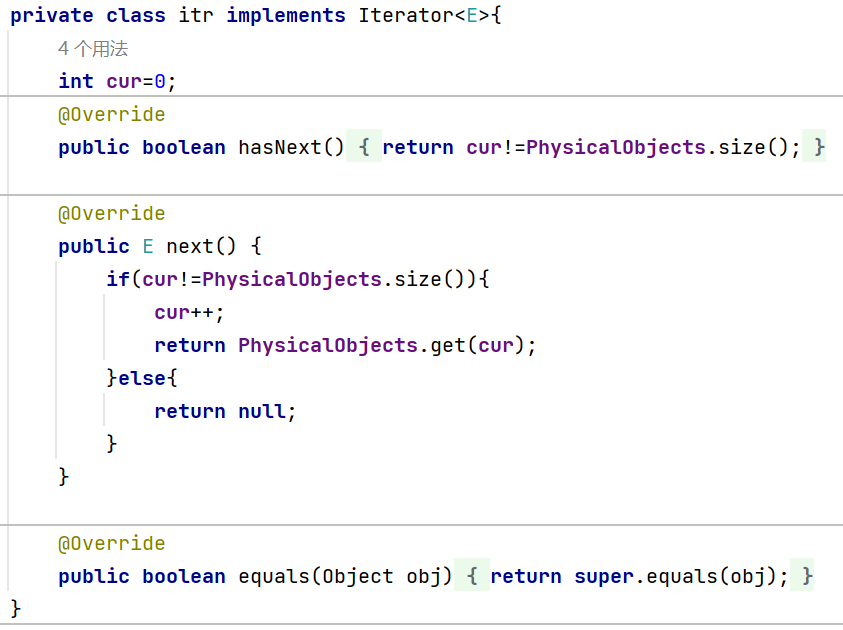 private class itr implements Iterator<E>{
4 个用法
int cur=0;
@Override
public boolean hasNext() { return cur!=PhysicalObjects.size(); }
@Override
public E next() {
if(cur!=PhysicalObjects.size()){
cur++;
return PhysicalObjects.get(cur);
}else{
return null;
}
}
@Override
public boolean equals(Object obj) { return super.equals(obj); }
}